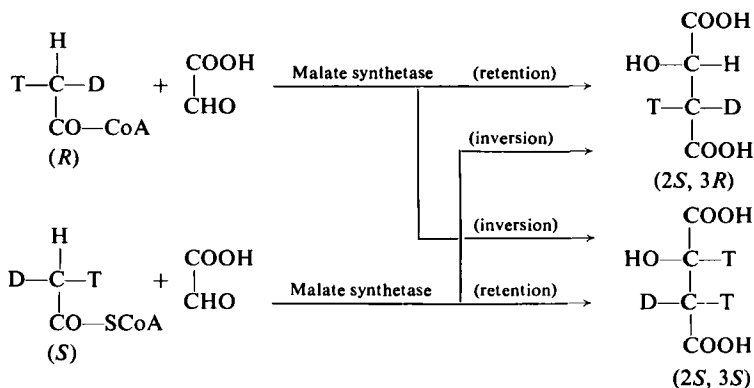 COOH
H COOH HO—C—H
T—C—D + CHO Malate synthetase (retention) T—C—D
CO—CoA COOH
(R) (inversion) (2S, 3R)
COOH
H (inversion) HO—C—T
D—C—T + COOH CHO Malate synthetase (retention) D—C—T
CO—SCoA COOH
(S) (2S, 3S)